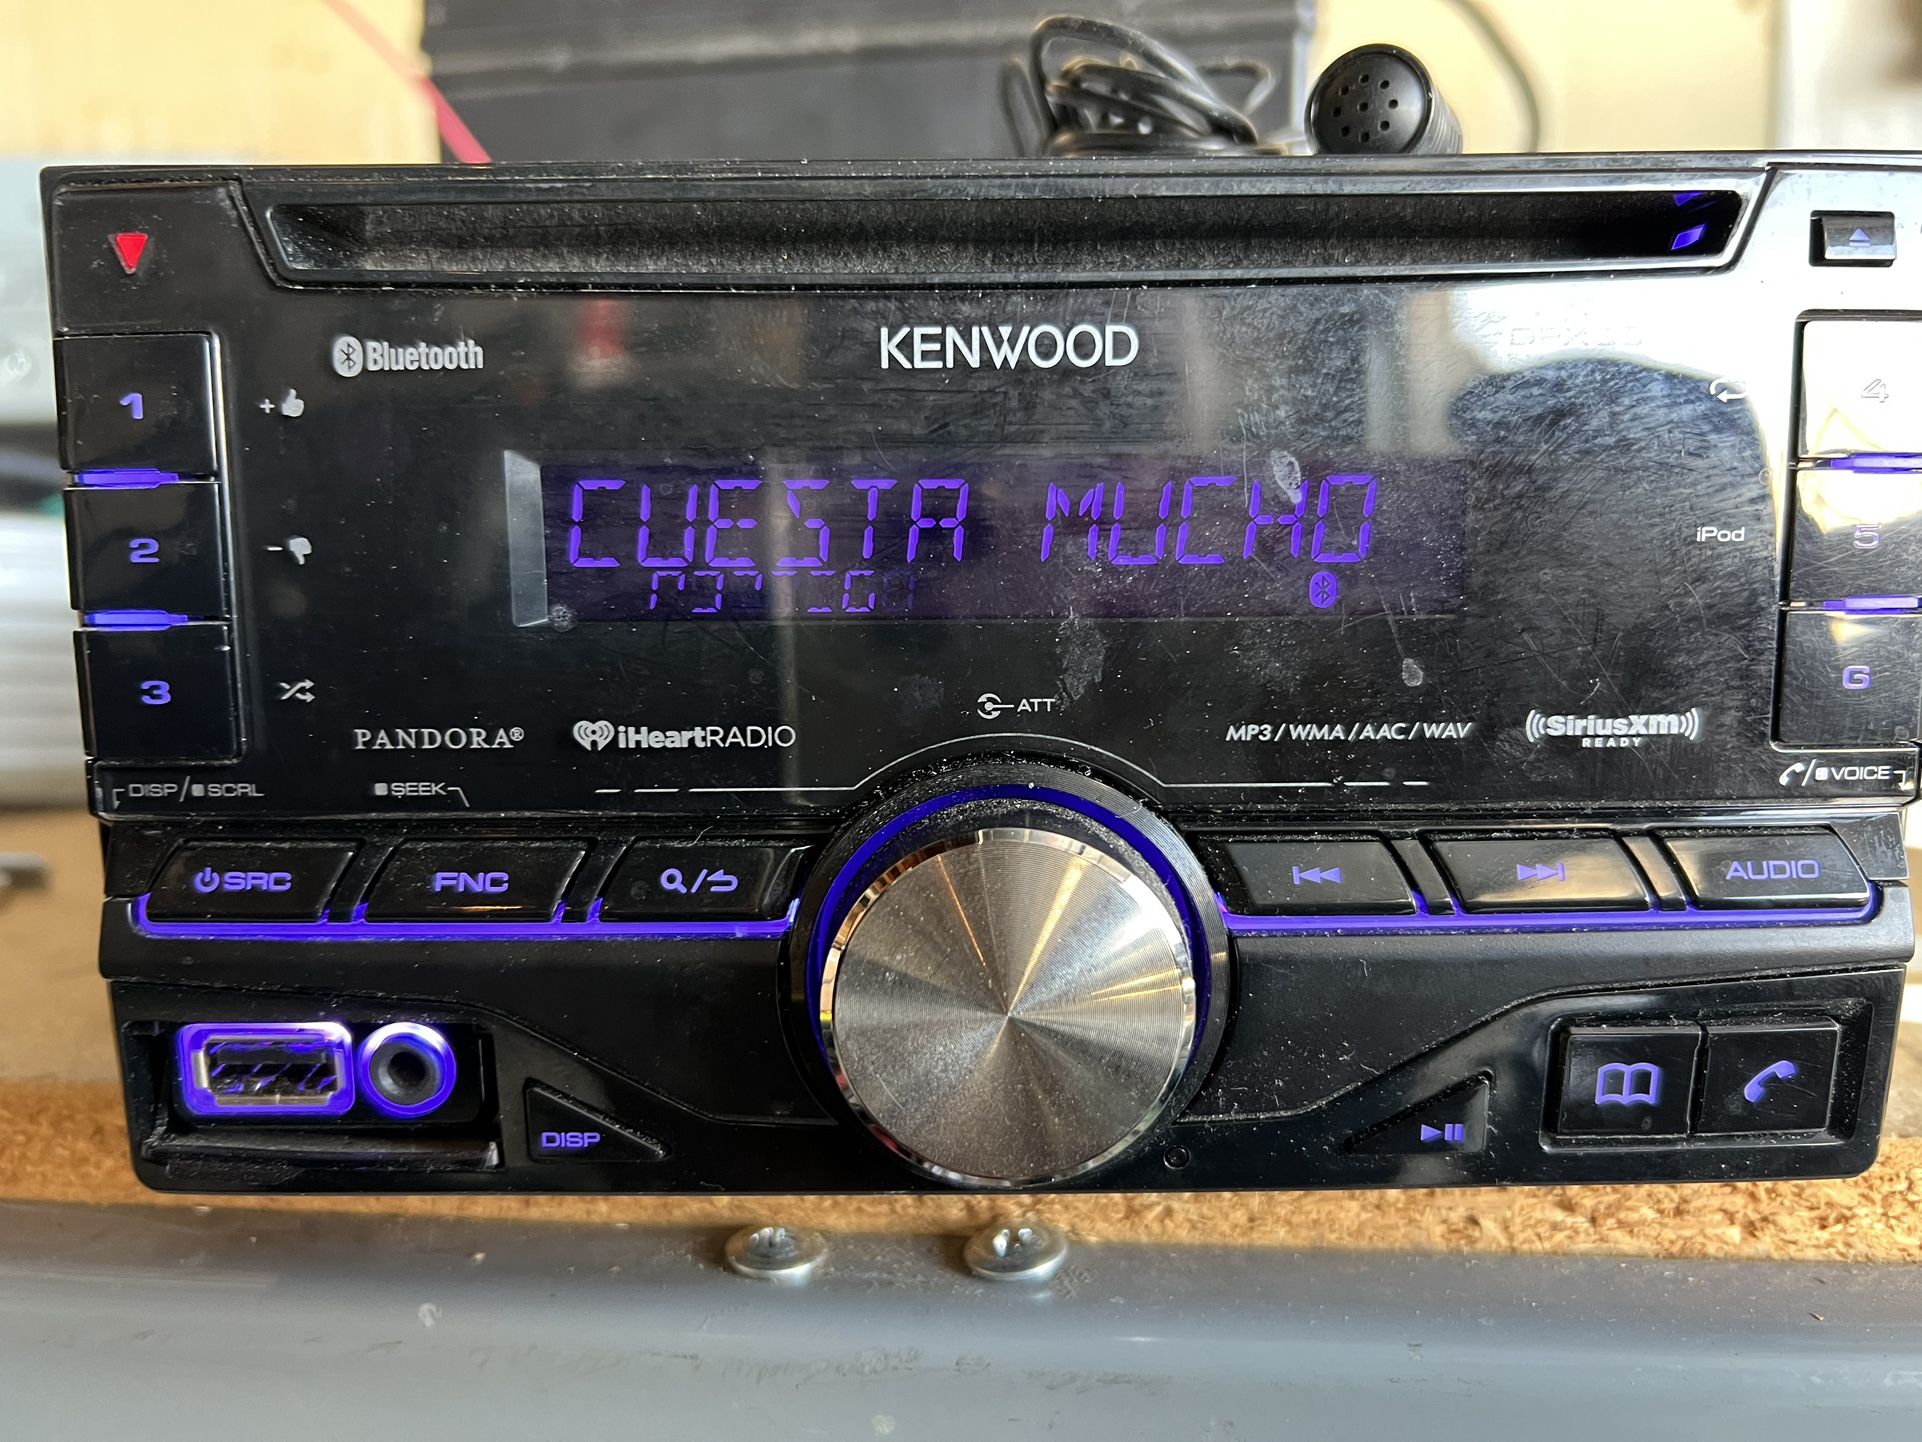 Bluetooth
KENWOOD
1
4
CUESTA MUCHO
2
iPod
5
3
6
ATT
PANDORA®
iHeartRADIO
MP3/WMA/AAC/WAV
SiriusXm
READY
DISP/■SCRL
■SEEK
/■VOICE
SRC
FNC
/
AUDIO
DISP